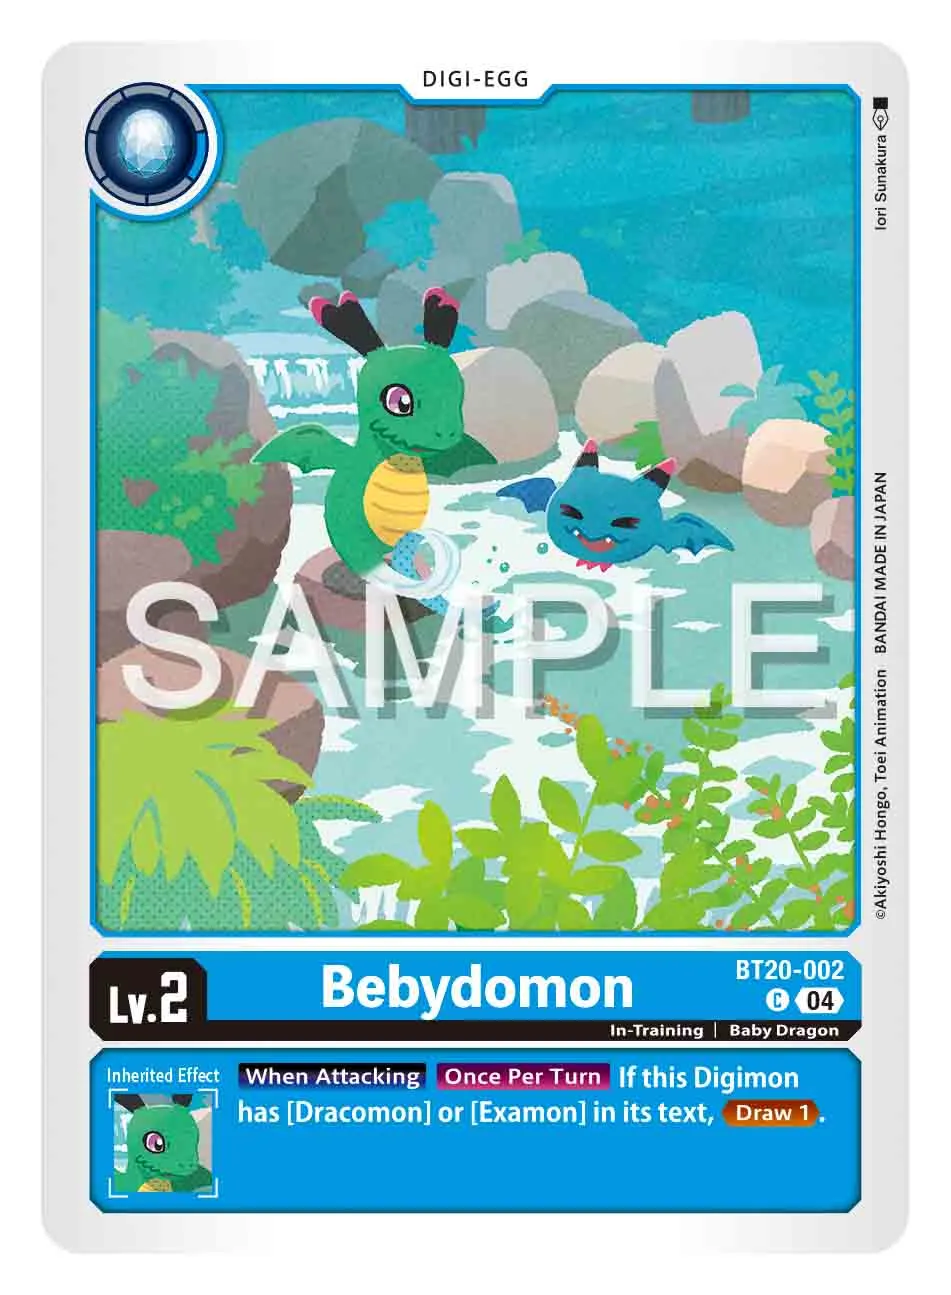 DIGI-EGG
Iori Sunakura
SAMPLE
©Akiyoshi Hongo, Toei Animation BANDAI MADE IN JAPAN
Lv.2
Bebydomon
BT20-002
C 04
In-Training | Baby Dragon
Inherited Effect
When Attacking Once Per Turn If this Digimon
has [Dracomon] or [Examon] in its text, Draw 1.